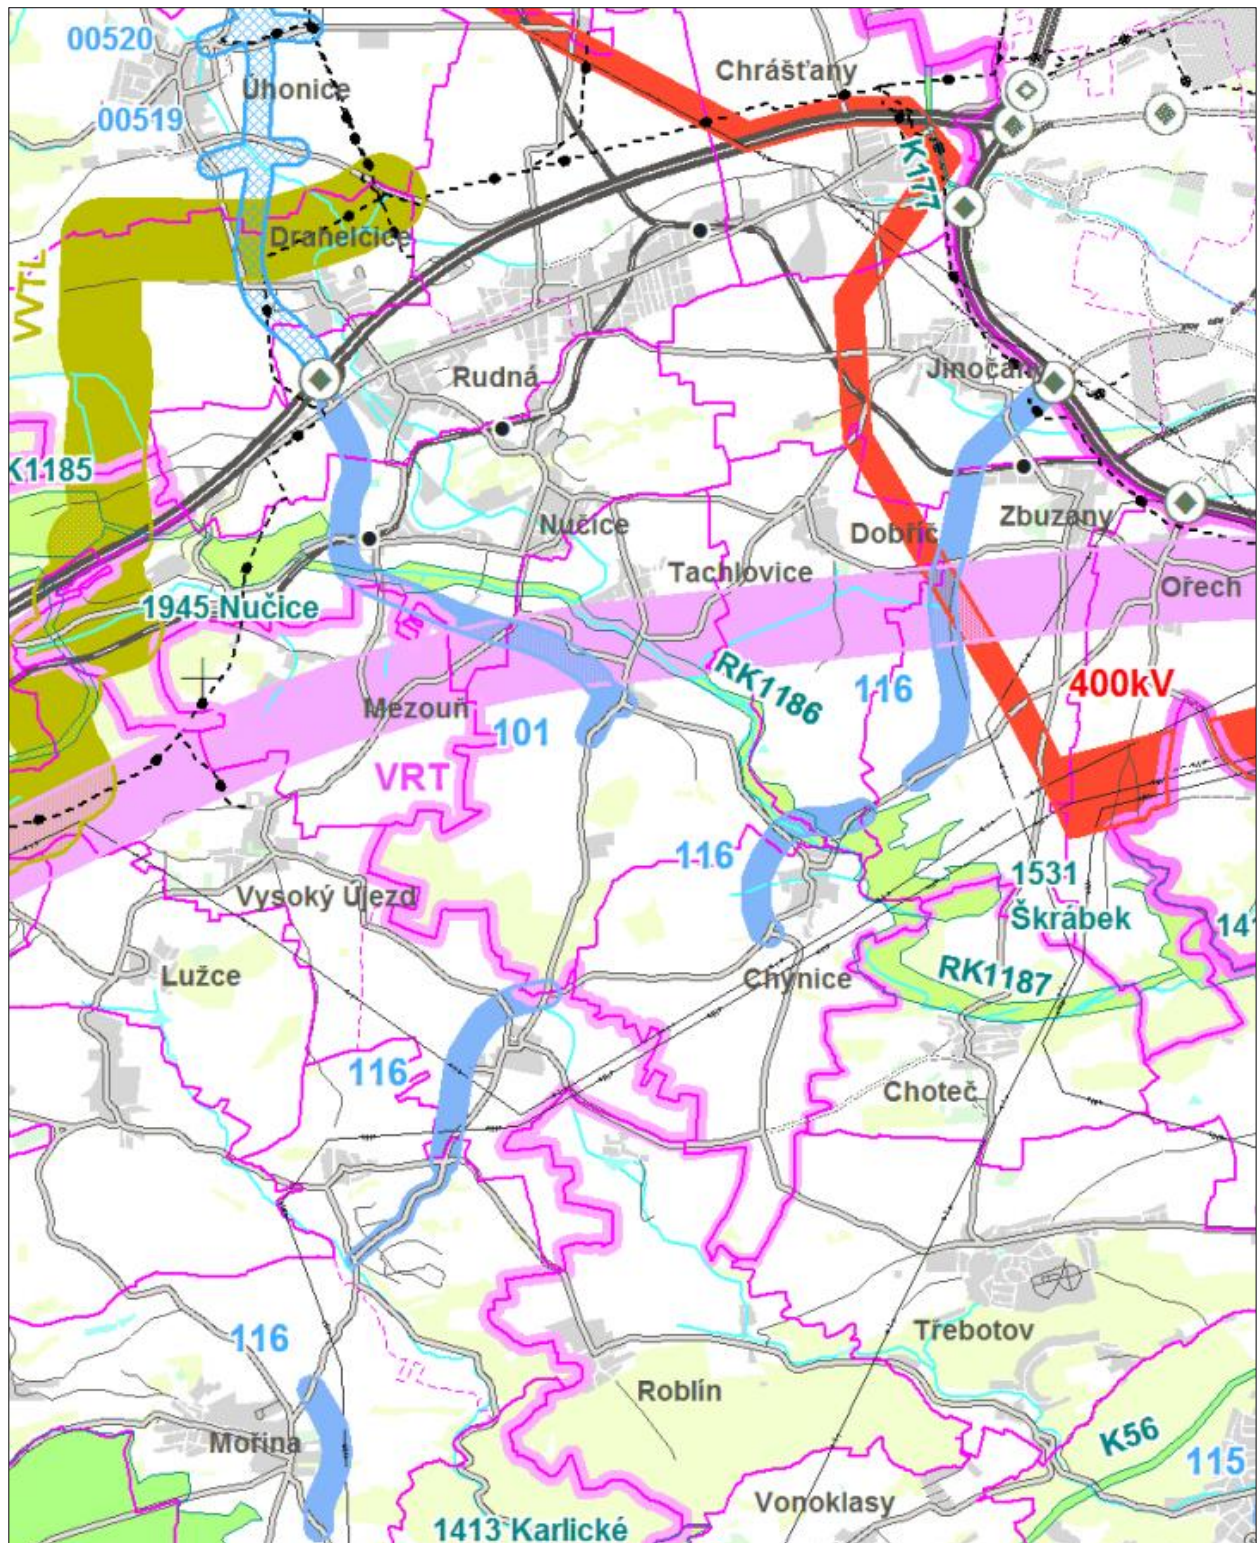 00520
Úhonice
Chrášťany
00519
K177
Drahelčice
VVTL
Rudná
Jinočany
K1185
Nučice
Dobříč
Zbuzany
Tachlovice
Ořech
1945 Nučice
RK1186
116
400kV
Mezouň
101
VRT
116
1531
Škrábek
Vysoký Újezd
141
Lužce
Chýnice
RK1187
116
Choteč
116
Třebotov
Roblín
Mořina
K56
115
Vonoklasy
1413 Karlické